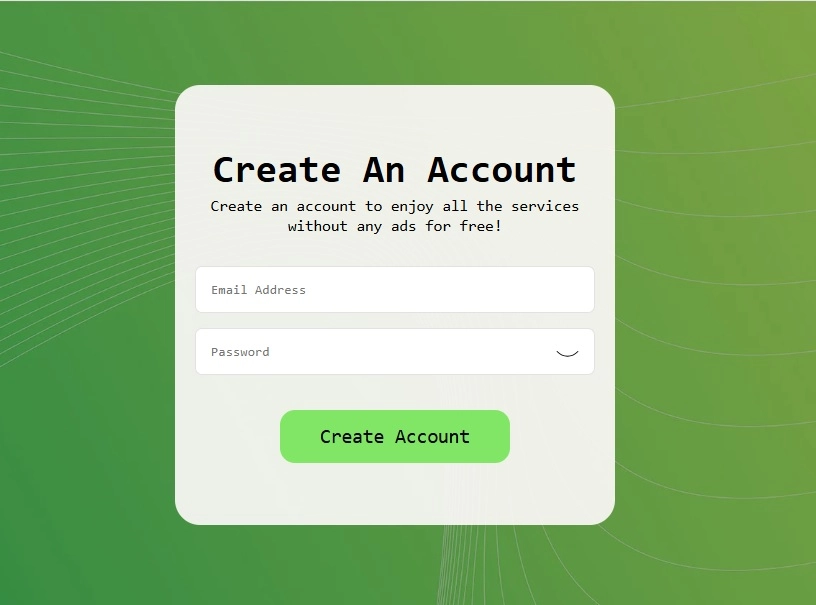 Create An Account
Create an account to enjoy all the services
without any ads for free!
Email Address
Password
Create Account